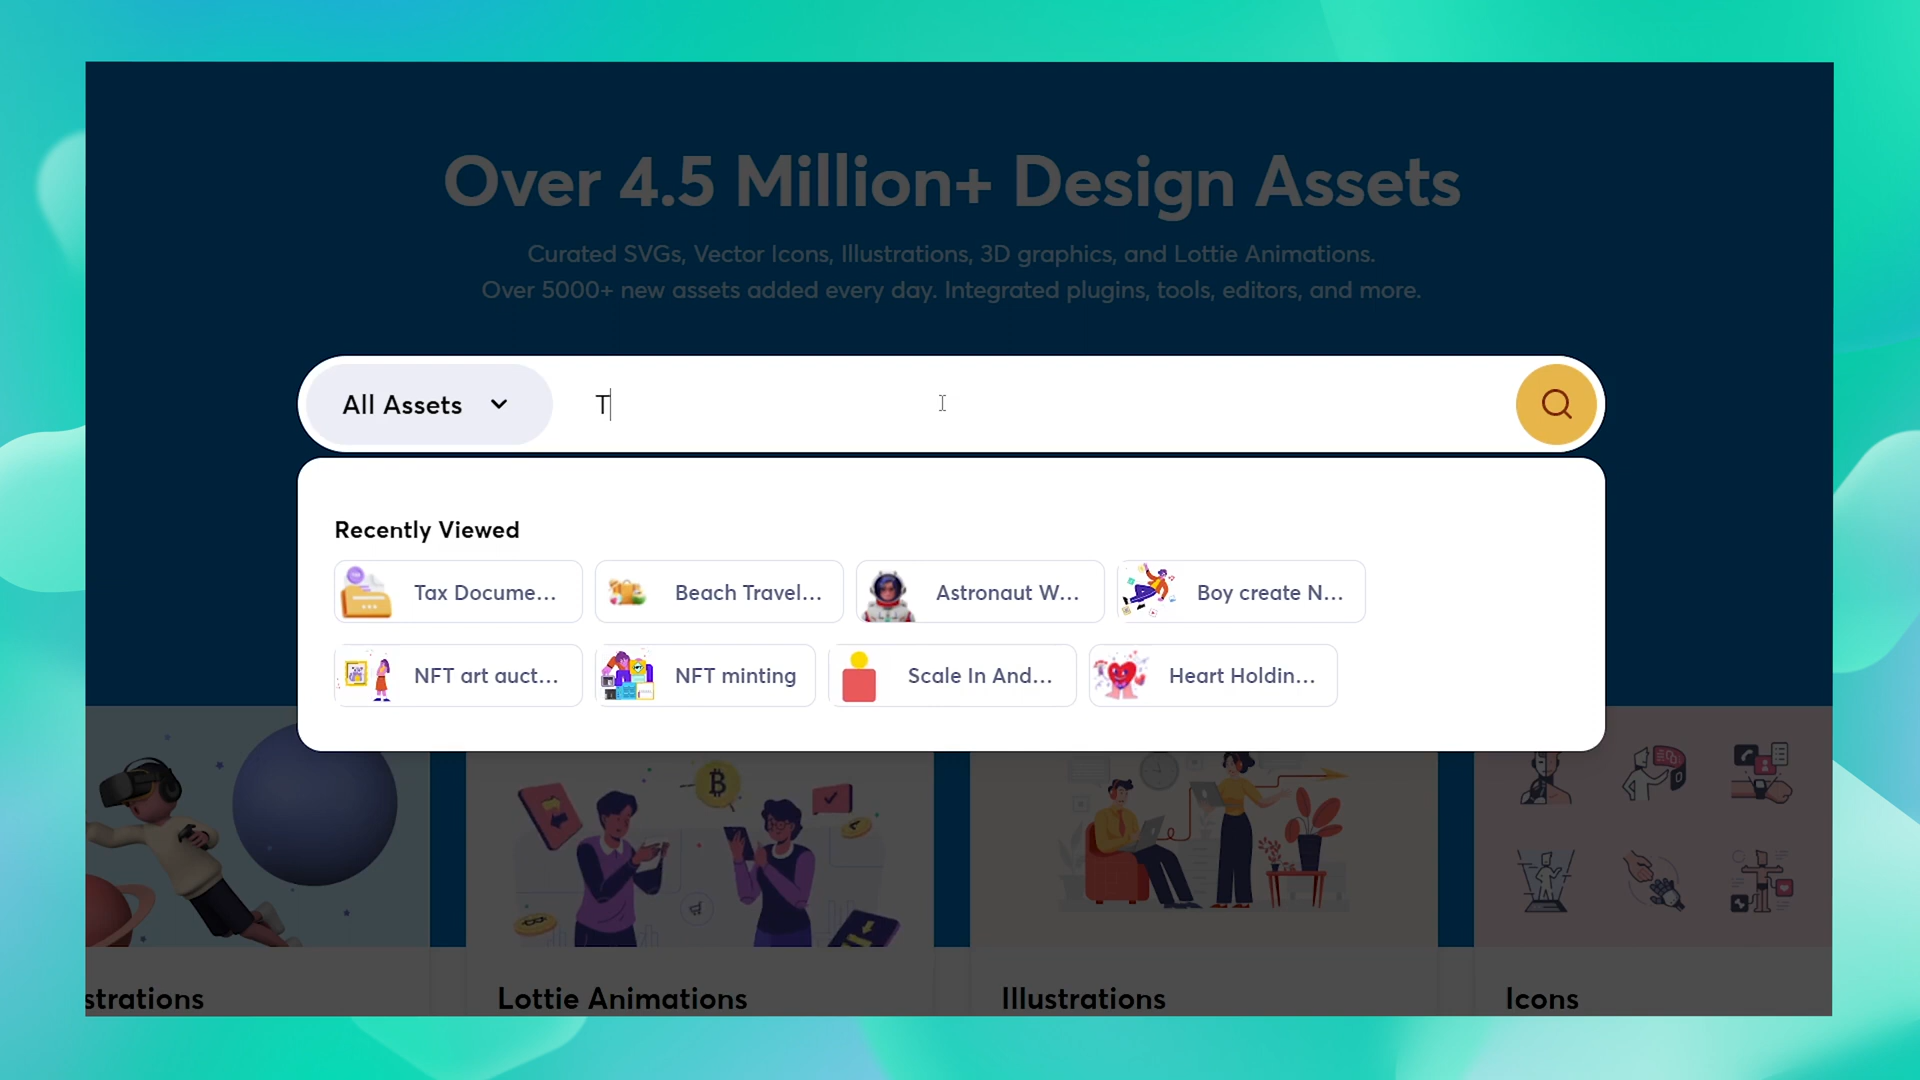 Over 4.5 Million+ Design Assets
Curated SVGs, Vector Icons, Illustrations, 3D graphics, and Lottie Animations.
Over 5000+ new assets added every day. Integrated plugins, tools, editors, and more.
All Assets
T
Recently Viewed
Tax Docume...
Beach Travel...
Astronaut W...
Boy create N...
NFT art auct...
NFT minting
Scale In And...
Heart Holdin...
strations
Lottie Animations
Illustrations
Icons